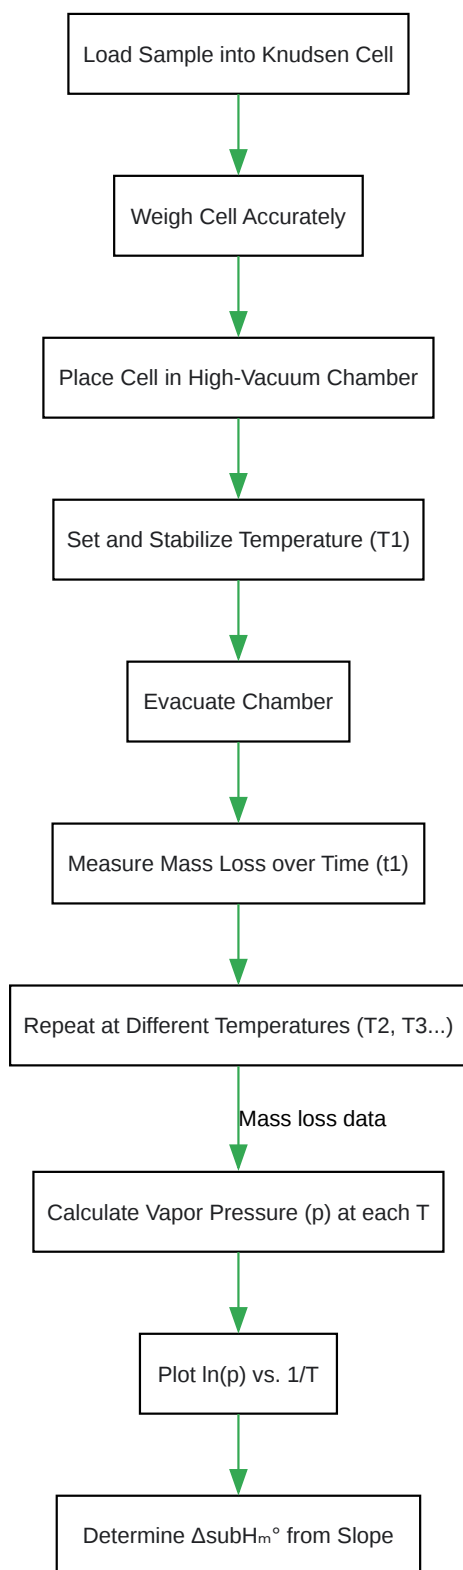 Load Sample into Knudsen Cell
Weigh Cell Accurately
Place Cell in High-Vacuum Chamber
Set and Stabilize Temperature (T1)
Evacuate Chamber
Measure Mass Loss over Time (t1)
Repeat at Different Temperatures (T2, T3...)
Mass loss data
Calculate Vapor Pressure (p) at each T
Plot ln(p) vs. 1/T
Determine ΔsubHₘ° from Slope